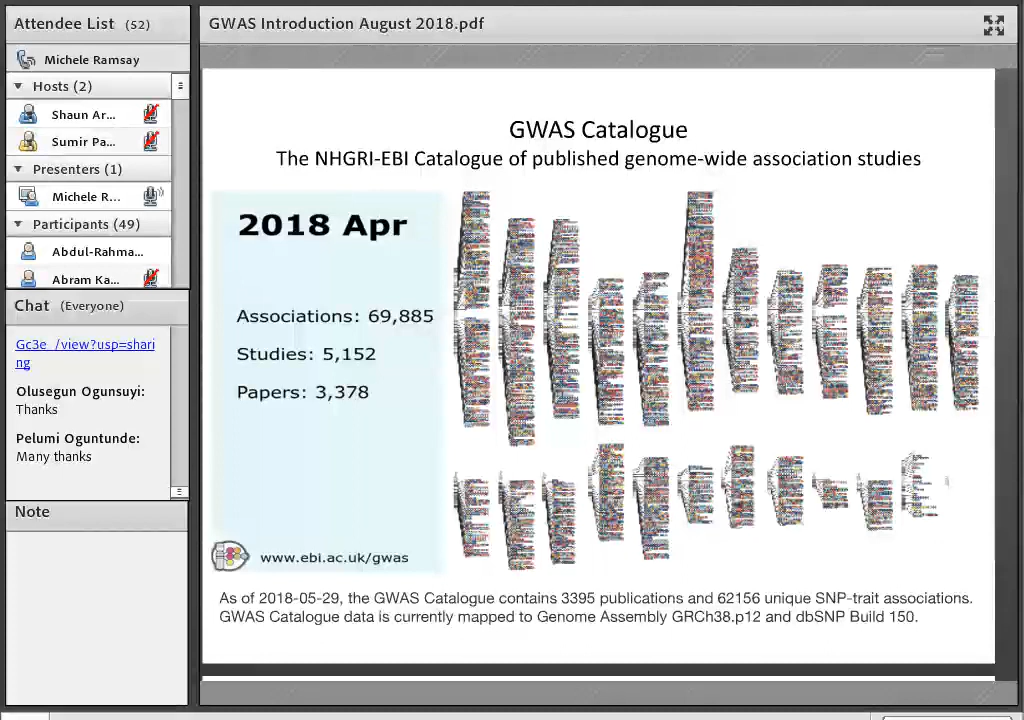 Attendee List (52)
Michele Ramsay
Hosts (2)
Shaun Ar...
Sumir Pa...
Presenters (1)
Michele R...
Participants (49)
Abdul-Rahma...
Abram Ka...
Chat (Everyone)
Gc3e /view?usp=shari
ng
Olusegun Ogunsuyi:
Thanks
Pelumi Oguntunde:
Many thanks
Note
GWAS Introduction August 2018.pdf
GWAS Catalogue
The NHGRI-EBI Catalogue of published genome-wide association studies
2018 Apr
Associations: 69,885
Studies: 5,152
Papers: 3,378
www.ebi.ac.uk/gwas
As of 2018-05-29, the GWAS Catalogue contains 3395 publications and 62156 unique SNP-trait associations.
GWAS Catalogue data is currently mapped to Genome Assembly GRCh38.p12 and dbSNP Build 150.